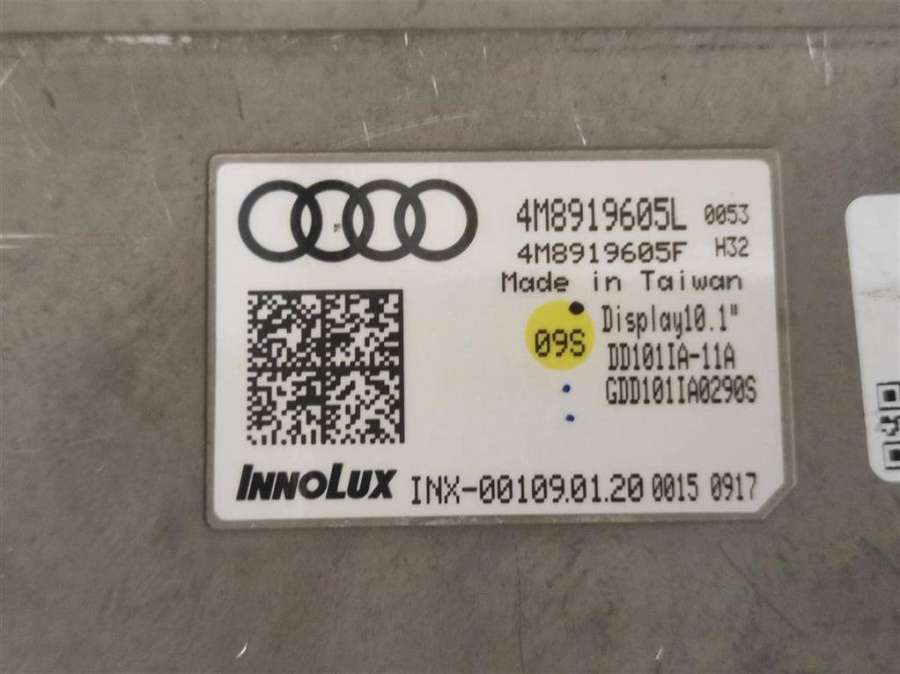 4M8919605L 0053
4M8919605F H32
Made in Taiwan
Display10.1"
09S
DD101IA-11A
GDD101IA0290S
INNOLUX INX-00109.01.20 0015 0917